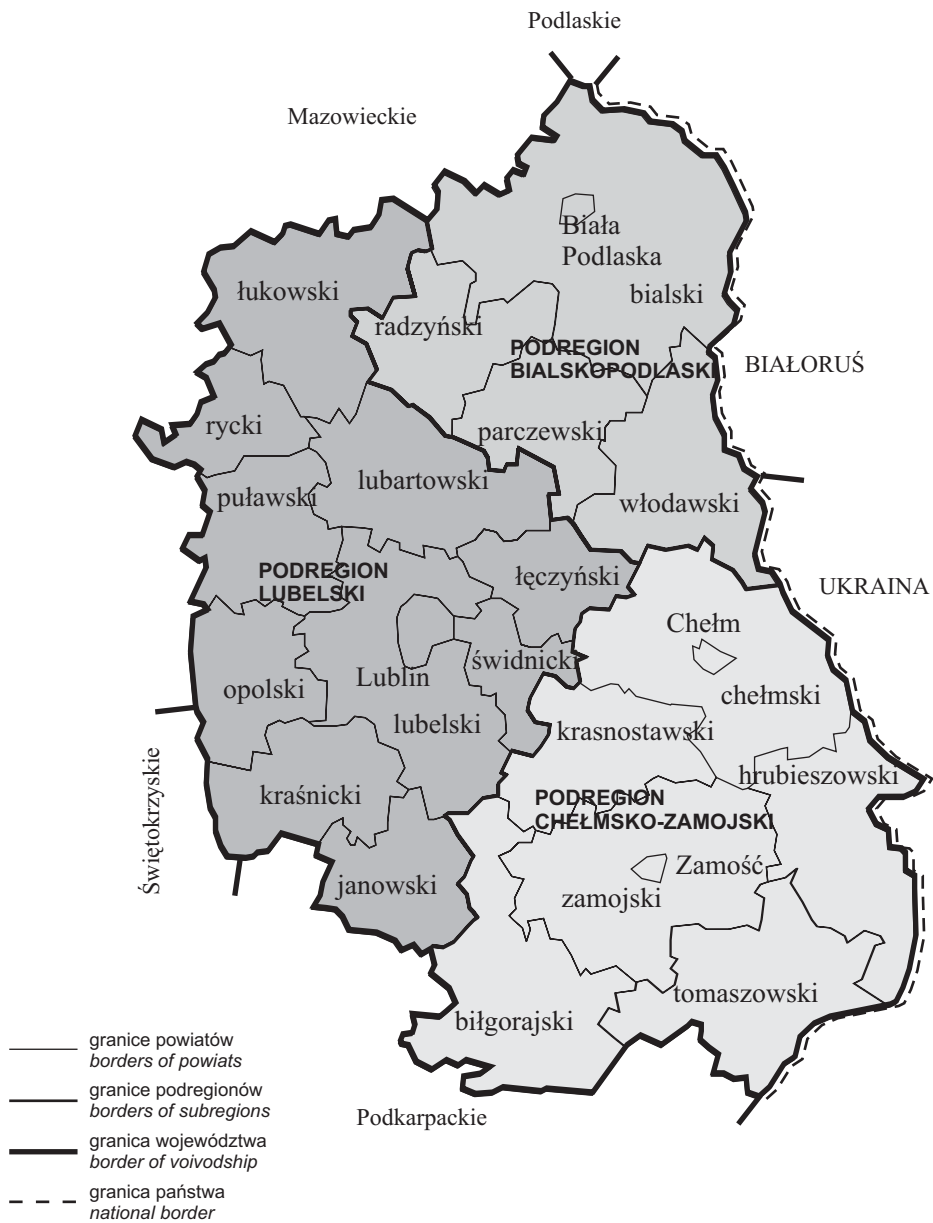 Podlaskie
Mazowieckie
Biała
Podlaska
łukowski
bialski
radzyński
PODREGION
BIALSKOPODLASKI
BIAŁORUŚ
rycki
parczewski
lubartowski
puławski
włodawski
PODREGION
LUBELSKI
łęczyński
UKRAINA
Chełm
świdnicki
Lublin
opolski
chełmski
lubelski
krasnostawski
hrubieszowski
kraśnicki
PODREGION
CHEŁMSKO-ZAMOJSKI
Świętokrzyskie
Zamość
janowski
zamojski
tomaszowski
biłgorajski
Podkarpackie
granice powiatów
borders of powiats
granice podregionów
borders of subregions
granica województwa
border of voivodship
granica państwa
national border